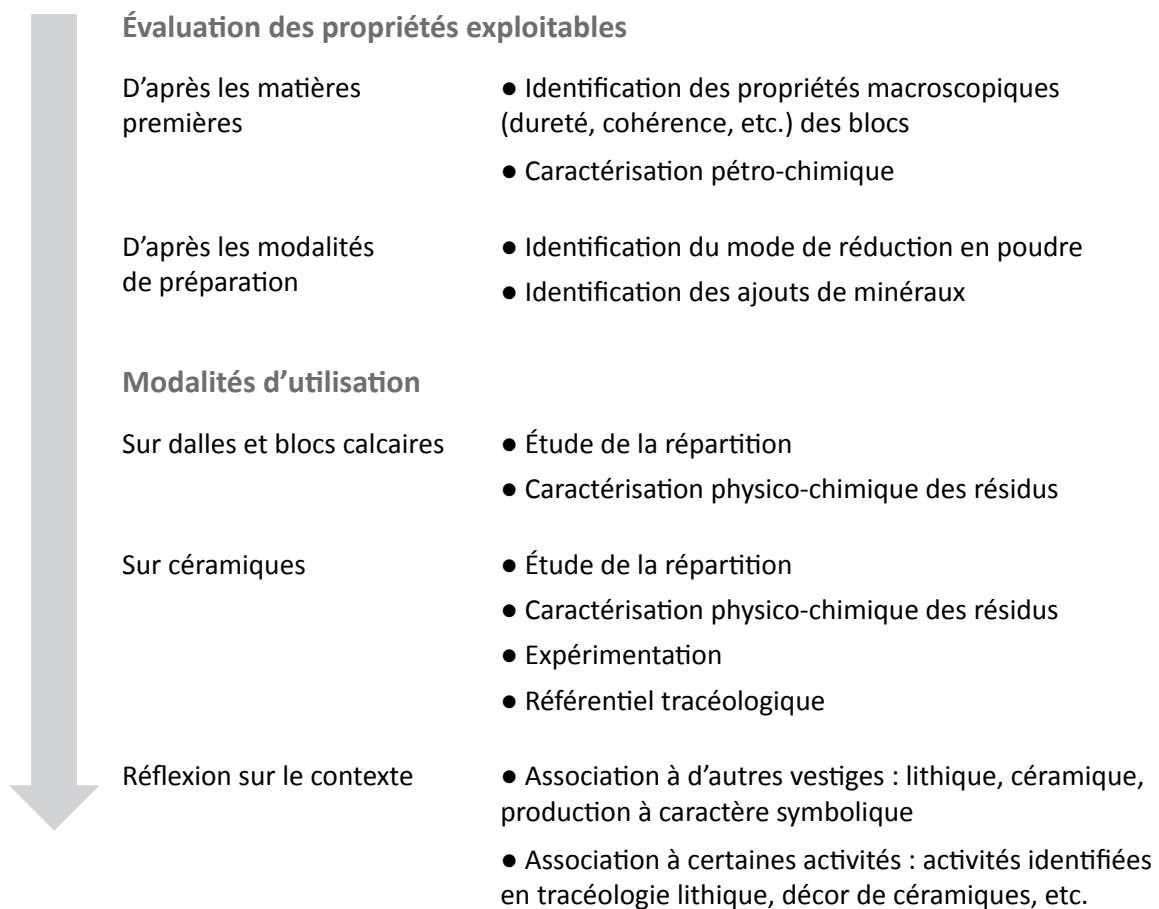 Évaluation des propriétés exploitables
D'après les matières
premières
● Identification des propriétés macroscopiques
(dureté, cohérence, etc.) des blocs
● Caractérisation pétro-chimique
D'après les modalités
de préparation
● Identification du mode de réduction en poudre
● Identification des ajouts de minéraux
Modalités d'utilisation
Sur dalles et blocs calcaires
● Étude de la répartition
● Caractérisation physico-chimique des résidus
Sur céramiques
● Étude de la répartition
● Caractérisation physico-chimique des résidus
● Expérimentation
● Référentiel tracéologique
Réflexion sur le contexte
● Association à d'autres vestiges : lithique, céramique,
production à caractère symbolique
● Association à certaines activités : activités identifiées
en tracéologie lithique, décor de céramiques, etc.